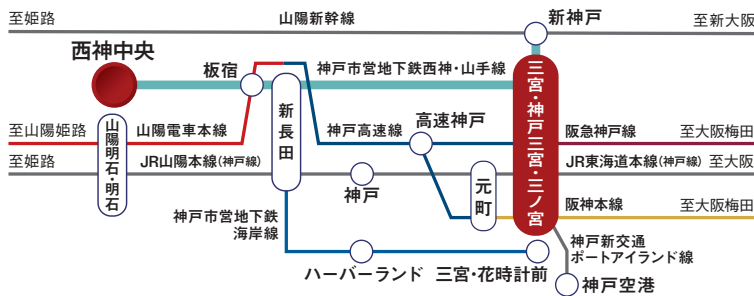 至姫路
山陽新幹線
新神戸
至新大阪
西神中央
板宿
神戸市営地下鉄西神・山手線
三宮・神戸三宮・三ノ宮
新長田
山陽明石・明石
至山陽姫路
山陽電車本線
神戸高速線
高速神戸
阪急神戸線
至大阪梅田
至姫路
JR山陽本線(神戸線)
神戸
元町
JR東海道本線(神戸線)
至大阪
神戸市営地下鉄
海岸線
阪神本線
至大阪梅田
ハーバーランド
三宮・花時計前
神戸新交通
ポートアイランド線
神戸空港